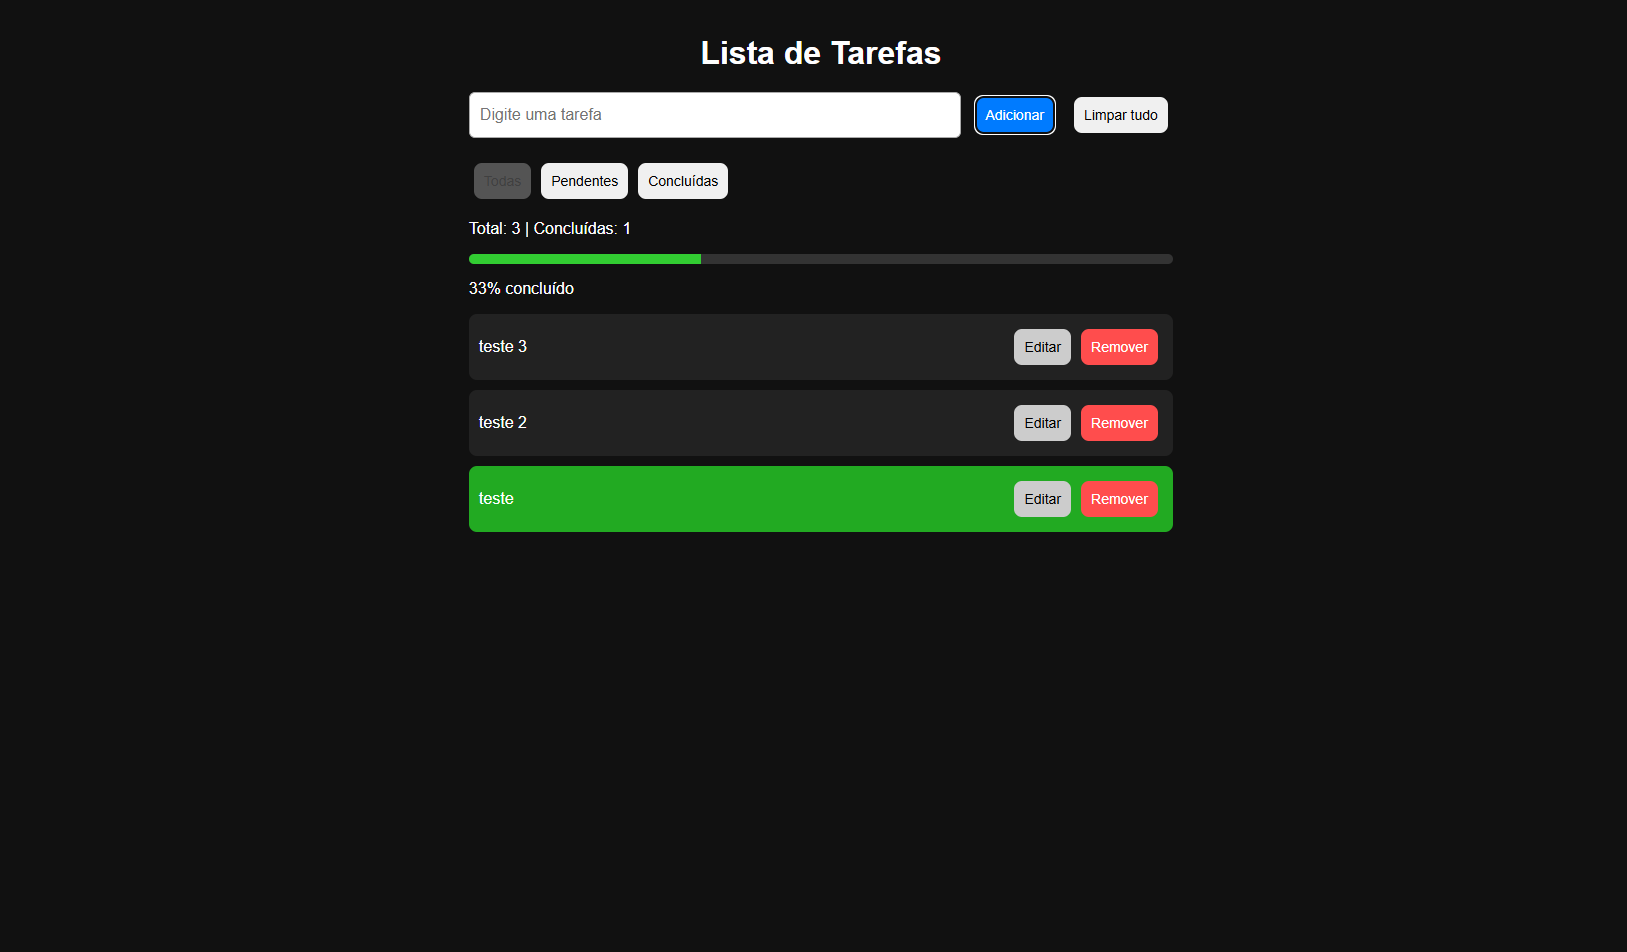 Lista de Tarefas
Digite uma tarefa Adicionar Limpar tudo
Todas Pendentes Concluídas
Total: 3 | Concluídas: 1
33% concluído
teste 3 Editar Remover
teste 2 Editar Remover
teste Editar Remover